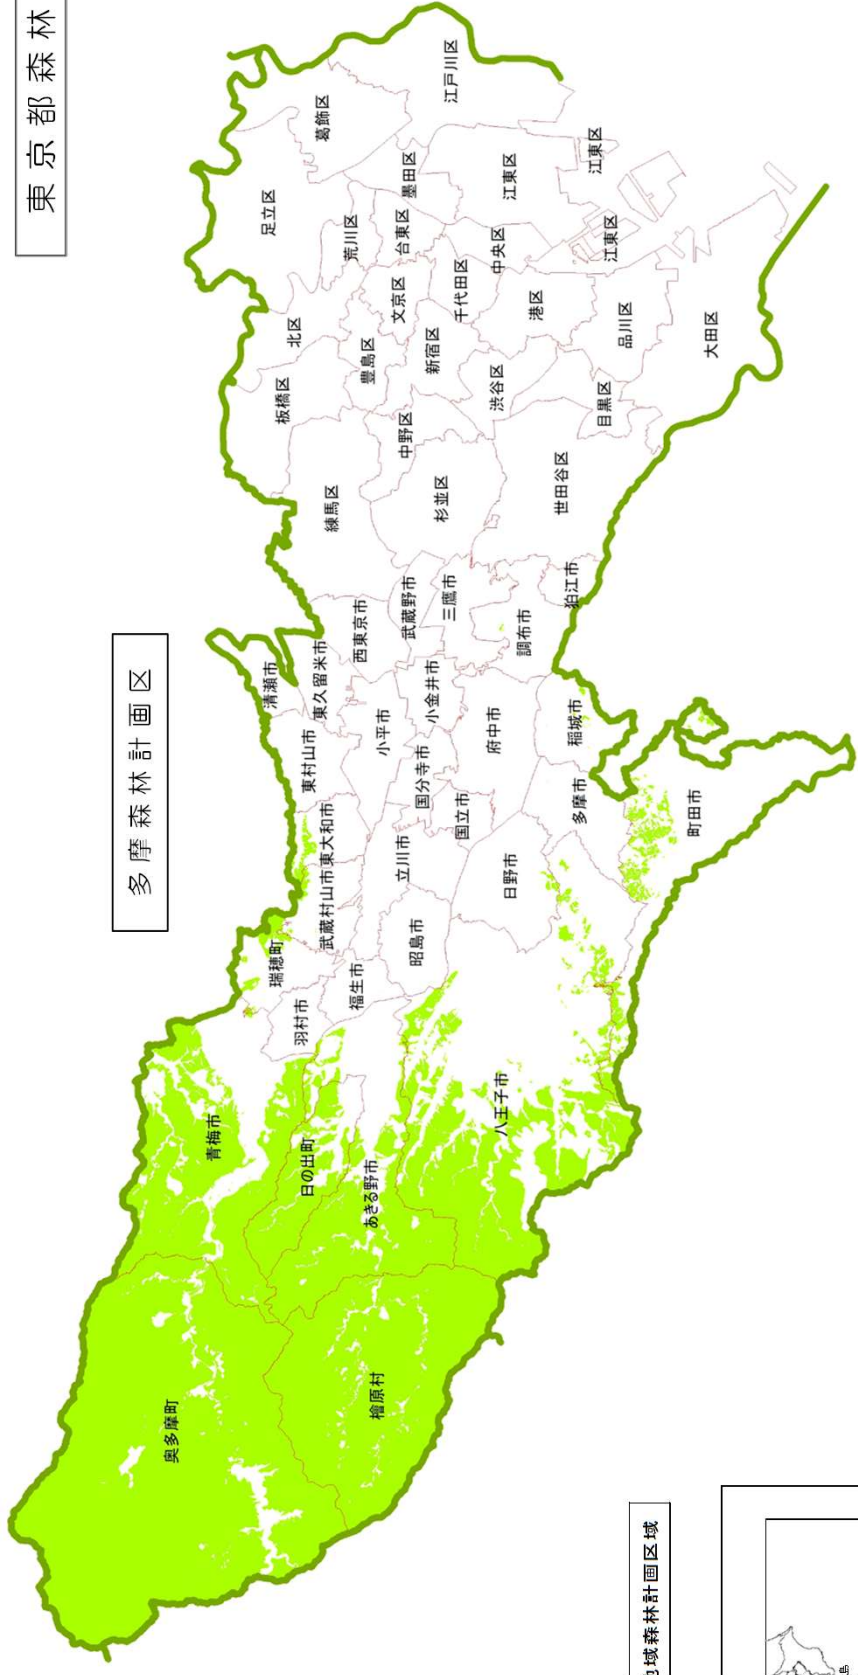 東京都森林
多摩森林計画区
奥多摩町
檜原村
青梅市
日の出町
あきる野市
八王子市
羽村市
瑞穂町
福生市
昭島市
武蔵村山市
東大和市
立川市
日野市
東村山市
国分寺市
国立市
多摩市
町田市
清瀬市
東久留米市
小平市
小金井市
府中市
稲城市
西東京市
武蔵野市
三鷹市
調布市
狛江市
練馬区
杉並区
世田谷区
板橋区
中野区
北区
豊島区
新宿区
渋谷区
目黒区
文京区
千代田区
港区
品川区
大田区
足立区
荒川区
台東区
中央区
江東区
葛飾区
墨田区
江東区
江東区
江戸川区
域森林計画区域
島